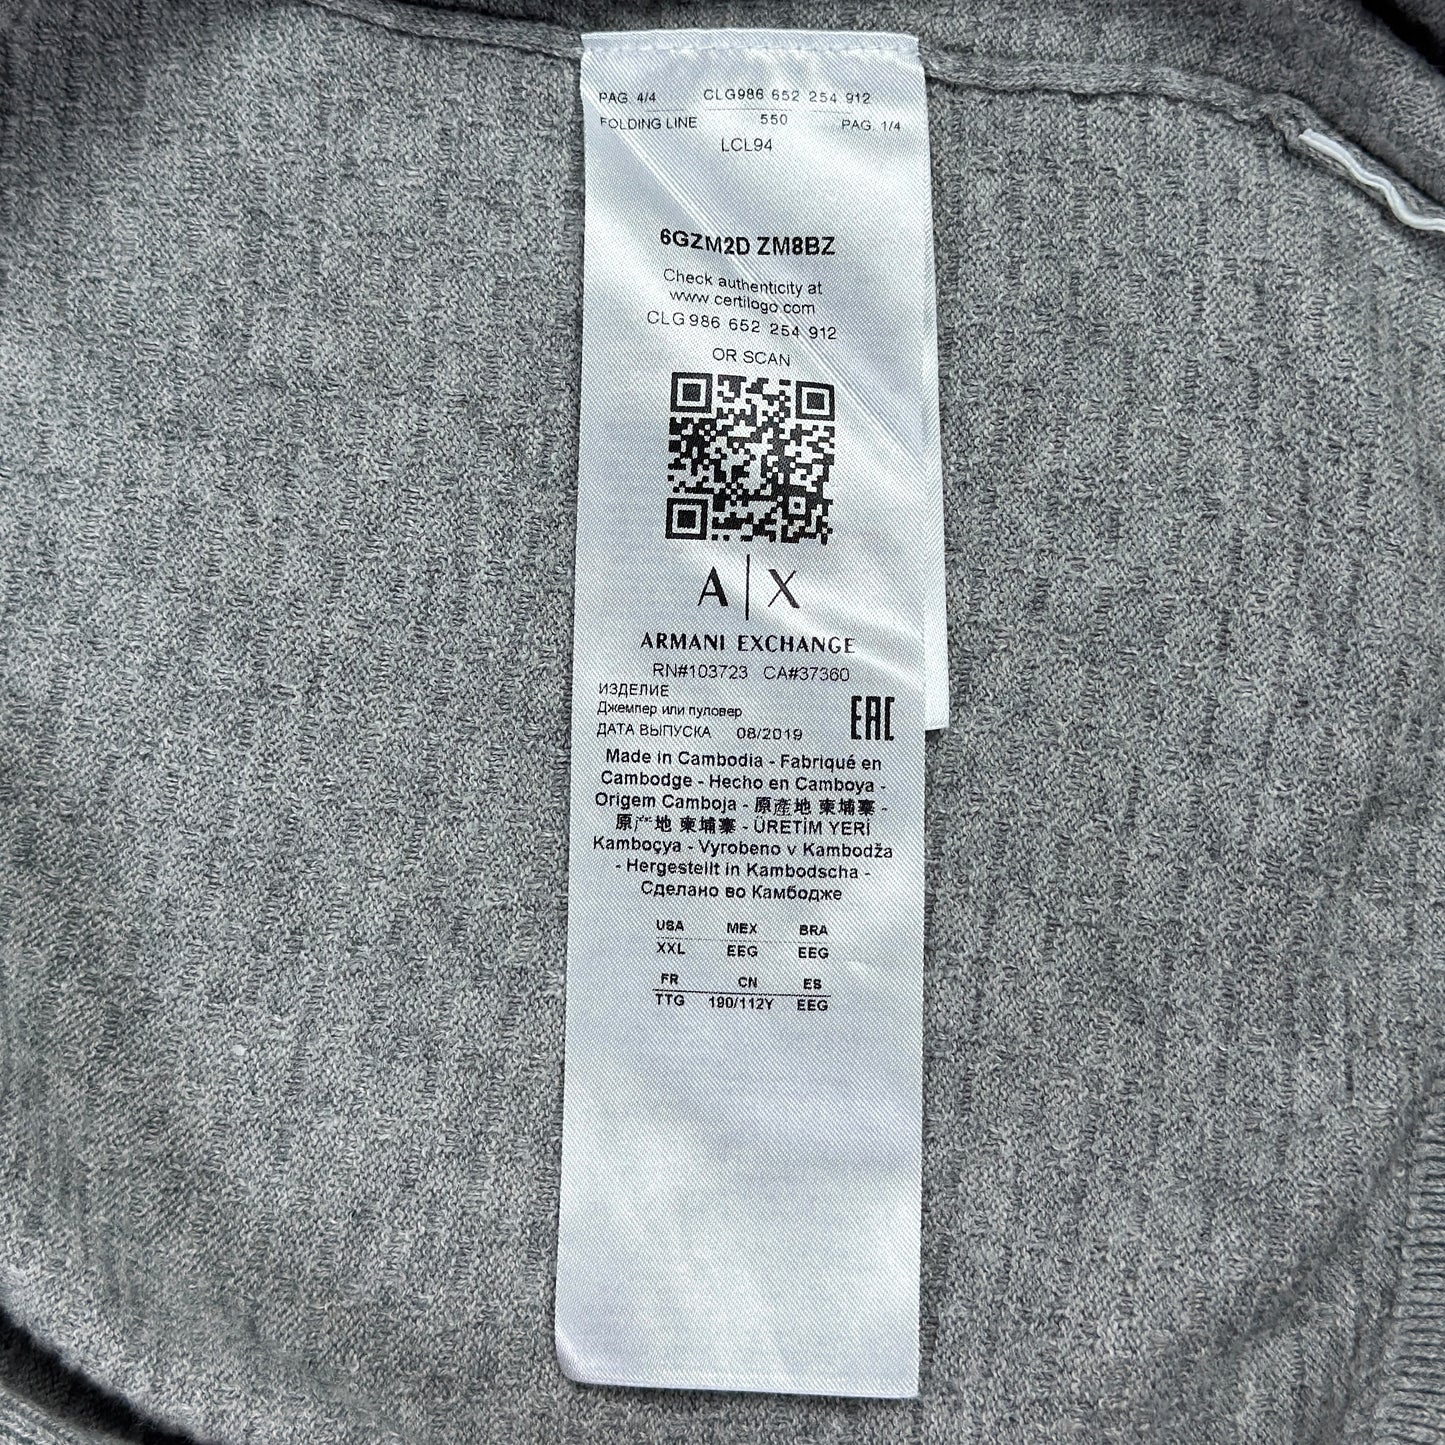 PAG. 4/4 CLG986 652 254 912
FOLDING LINE 550 PAG. 1/4
LCL94
6GZM2D ZM8BZ
Check authenticity at
www.certilogo.com
CLG986 652 254 912
OR SCAN
A|X
ARMANI EXCHANGE
RN#103723 CA#37360
ИЗДЕЛИЕ
Джемпер или пуловер
ДАТА ВЫПУСКА 08/2019
EAC
Made in Cambodia - Fabriqué en
Cambodge - Hecho en Camboya -
Origem Camboja - 原產地 柬埔寨 -
原产地 柬埔寨 - ÜRETİM YERİ
Kamboçya - Vyrobeno v Kambodža
- Hergestellt in Kambodscha -
Сделано во Камбодже
USA MEX BRA
XXL EEG EEG
FR CN ES
TTG 190/112Y EEG